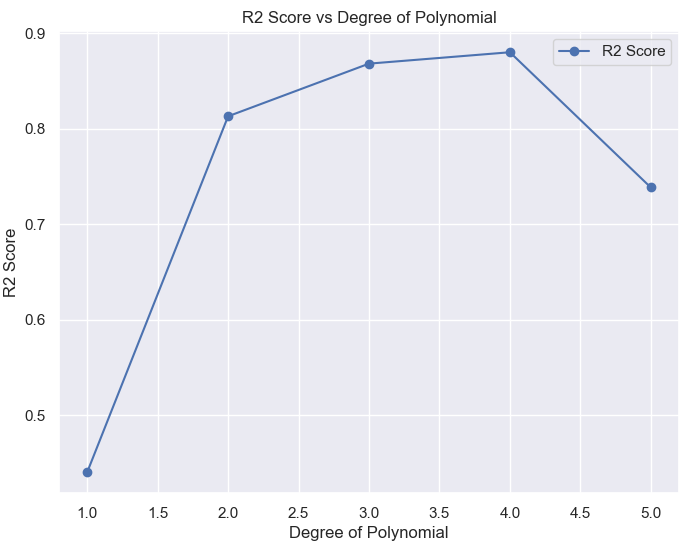 R2 Score vs Degree of Polynomial
R2 Score
0.9
0.8
0.7
0.6
0.5
R2 Score
1.0 1.5 2.0 2.5 3.0 3.5 4.0 4.5 5.0
Degree of Polynomial